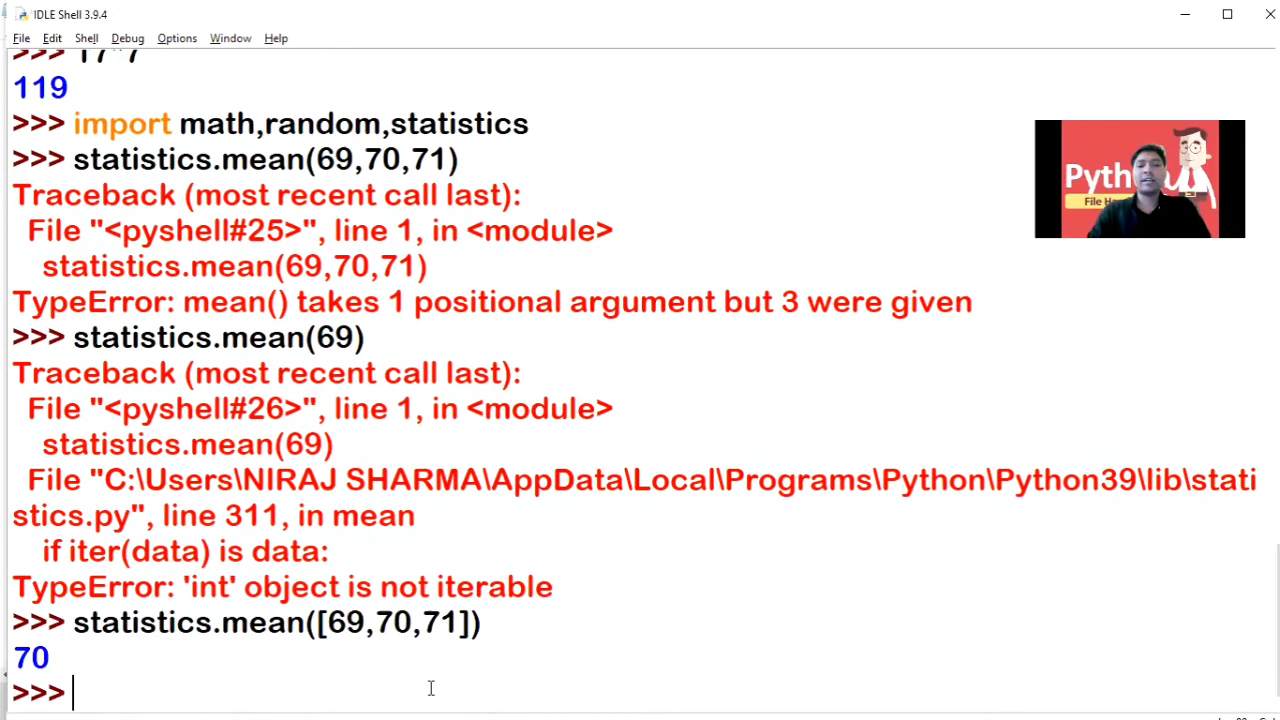 IDLE Shell 3.9.4
File Edit Shell Debug Options Window Help
>>> 17*7
119
>>> import math,random,statistics
>>> statistics.mean(69,70,71)
Traceback (most recent call last):
File "<pyshell#25>", line 1, in <module>
statistics.mean(69,70,71)
TypeError: mean() takes 1 positional argument but 3 were given
>>> statistics.mean(69)
Traceback (most recent call last):
File "<pyshell#26>", line 1, in <module>
statistics.mean(69)
File "C:\Users\NIRAJ SHARMA\AppData\Local\Programs\Python\Python39\lib\stati
stics.py", line 311, in mean
if iter(data) is data:
TypeError: 'int' object is not iterable
>>> statistics.mean([69,70,71])
70
>>>
File